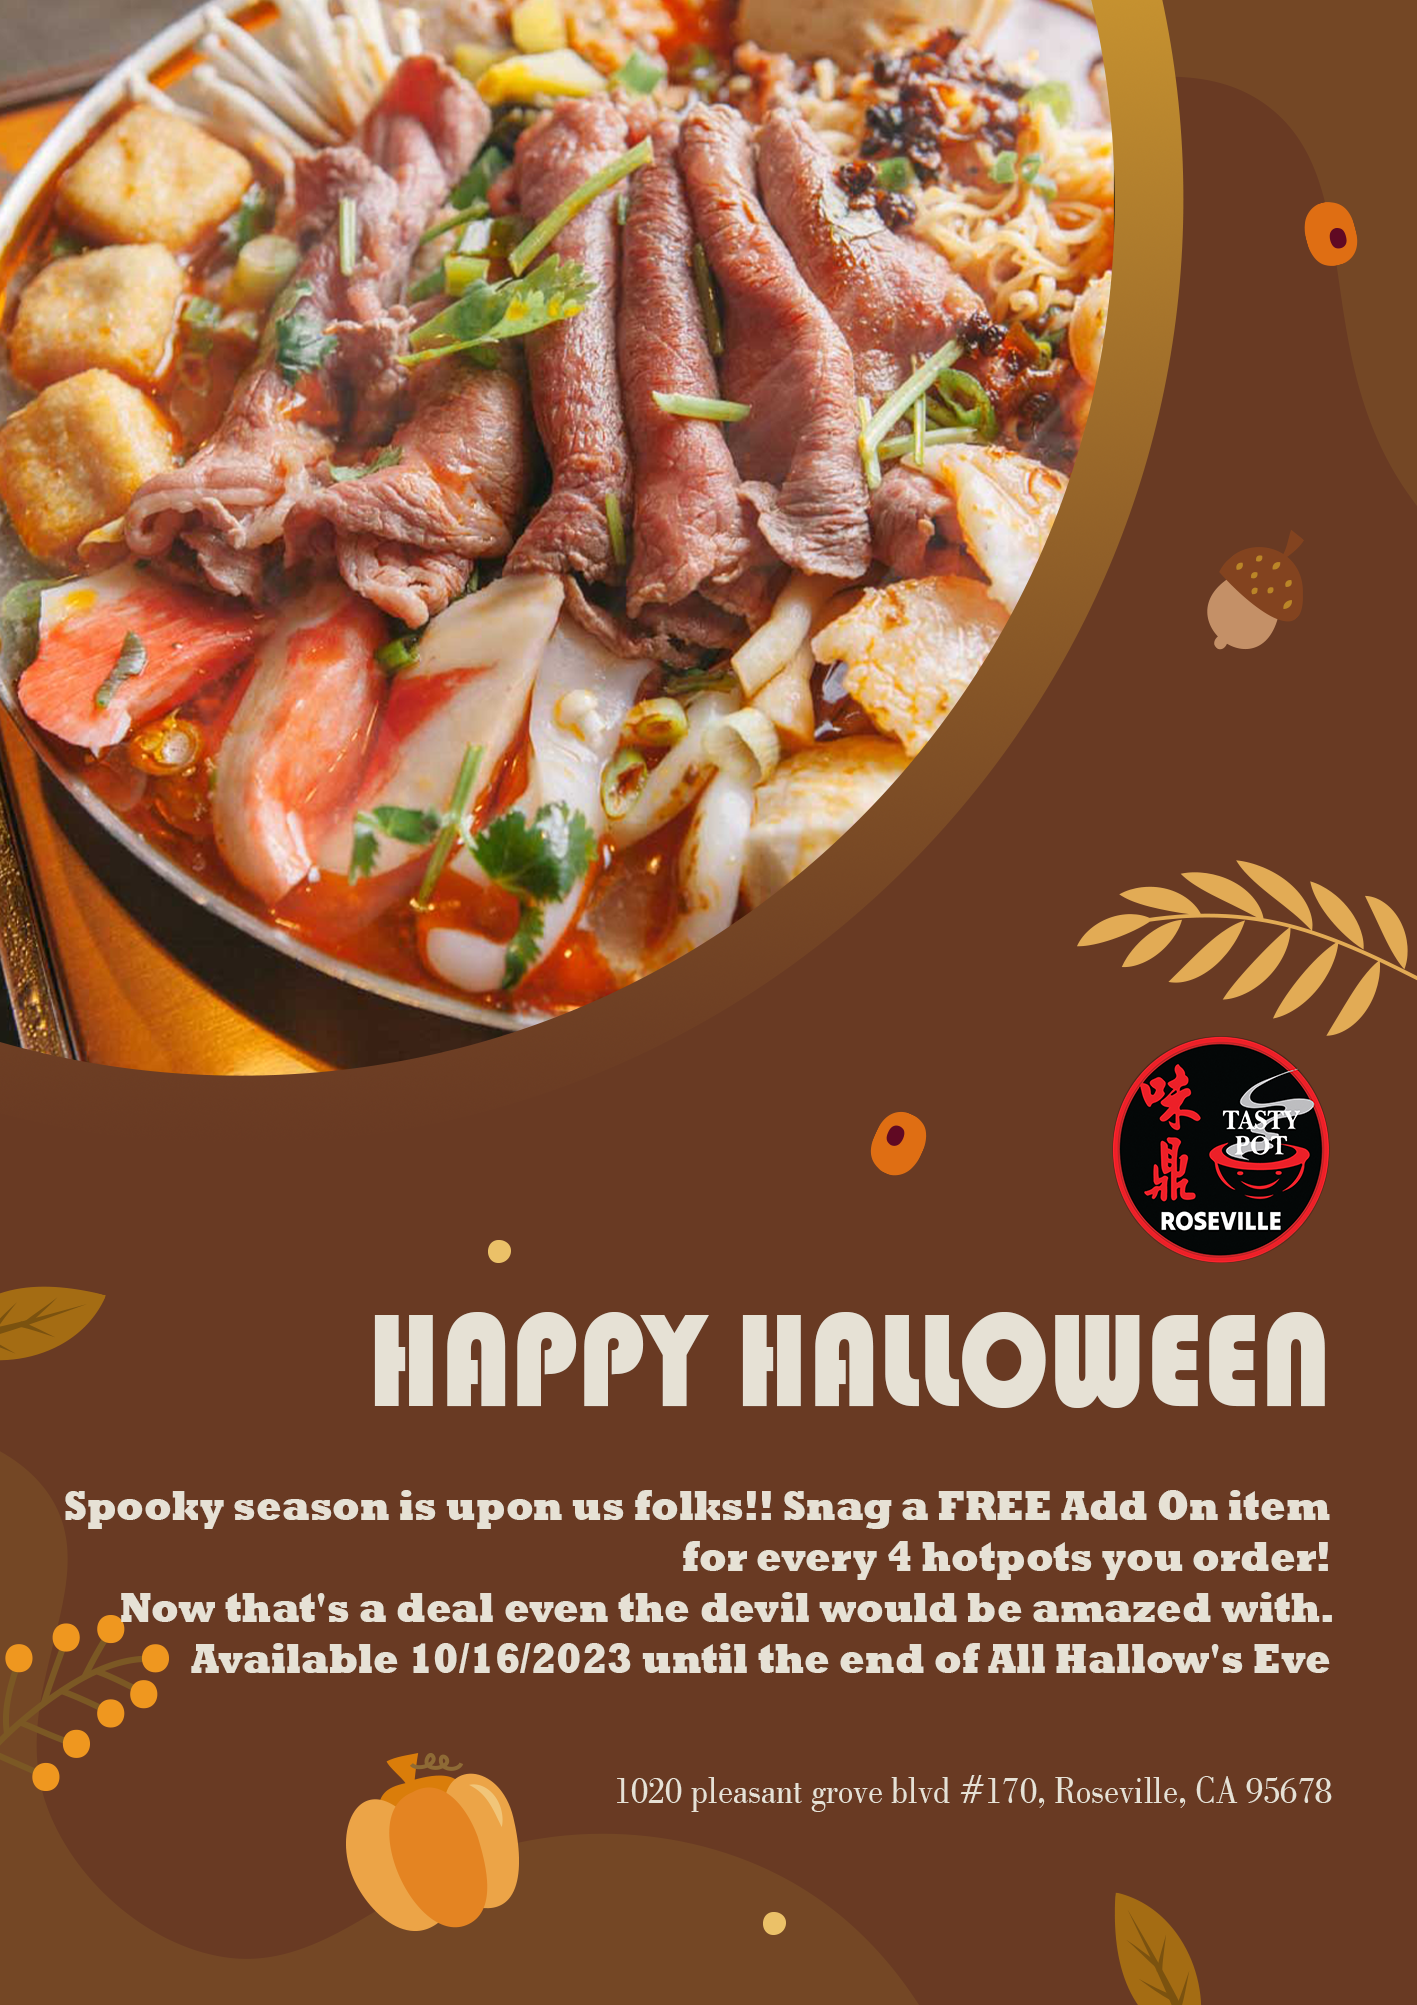 味
鼎
TASTY
POT
ROSEVILLE
HAPPY HALLOWEEN
Spooky season is upon us folks!! Snag a FREE Add On item
for every 4 hotpots you order!
Now that's a deal even the devil would be amazed with.
Available 10/16/2023 until the end of All Hallow's Eve
1020 pleasant grove blvd #170, Roseville, CA 95678